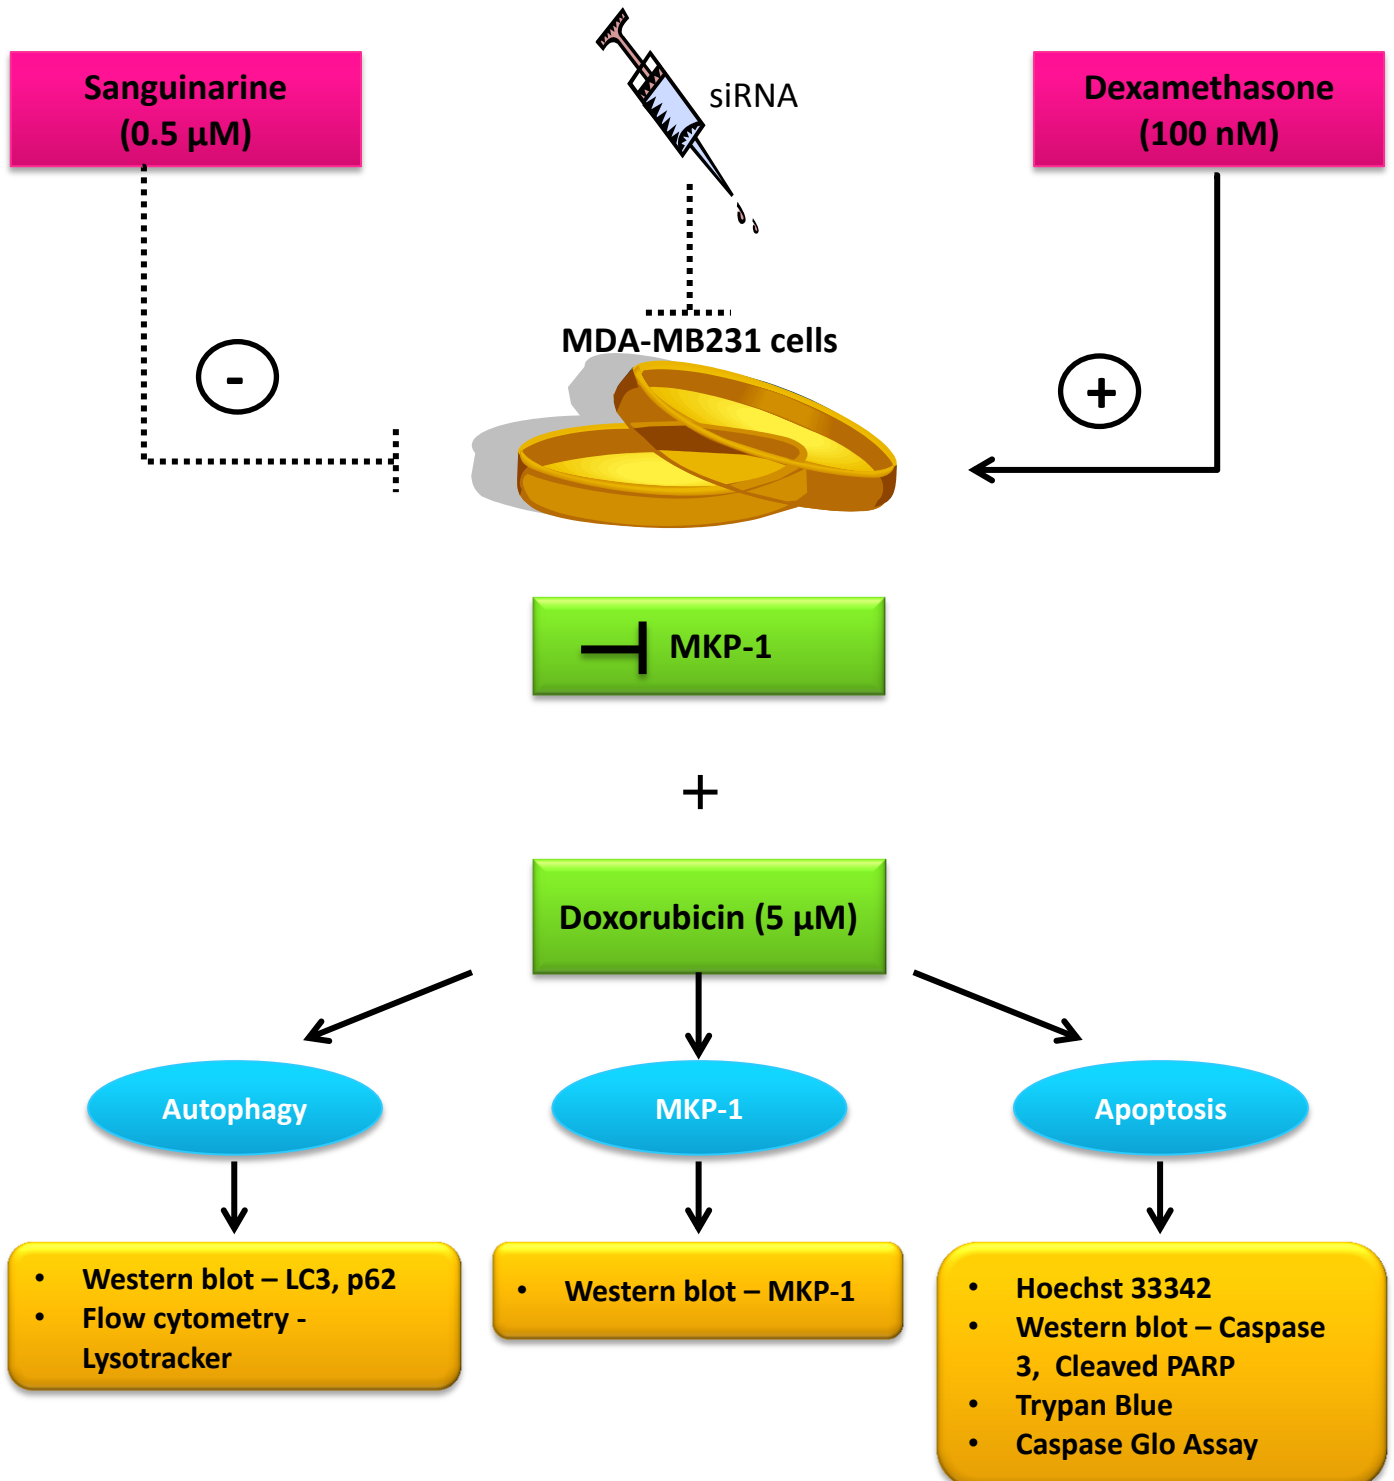 Sanguinarine
(0.5 µM)
siRNA
Dexamethasone
(100 nM)
MDA-MB231 cells
-
+
MKP-1
+
Doxorubicin (5 µM)
Autophagy
MKP-1
Apoptosis
• Western blot – LC3, p62
• Flow cytometry -
Lysotracker
• Western blot – MKP-1
• Hoechst 33342
• Western blot – Caspase
3, Cleaved PARP
• Trypan Blue
• Caspase Glo Assay